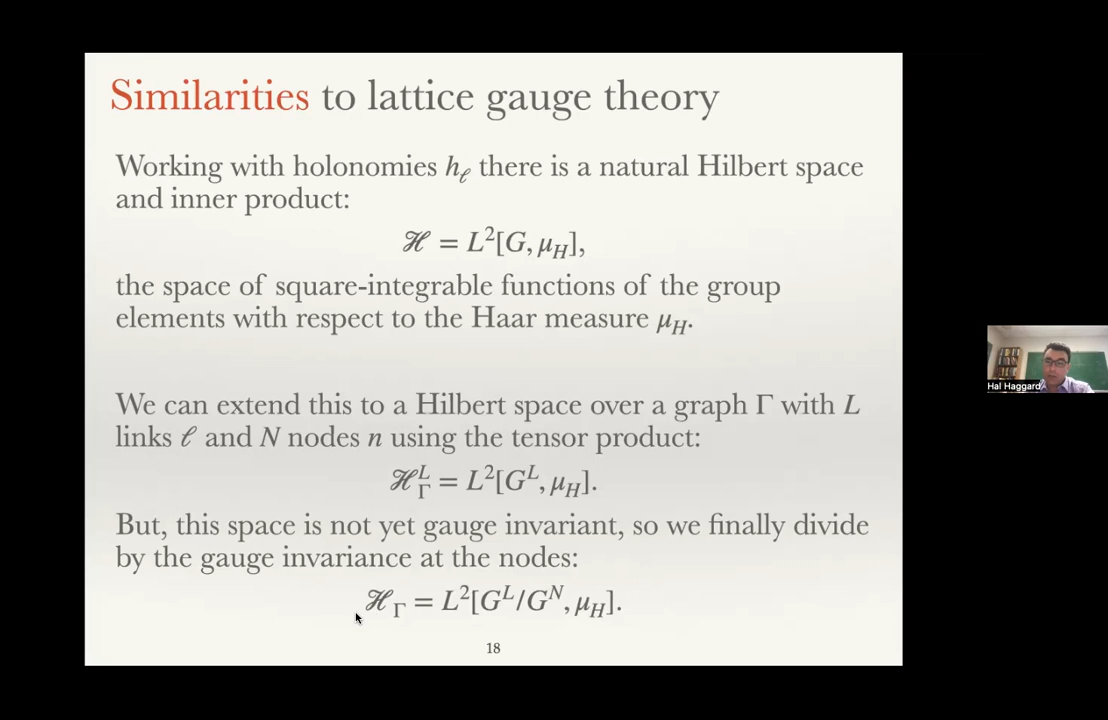 Similarities to lattice gauge theory
Working with holonomies h_ℓ there is a natural Hilbert space
and inner product:
ℋ = L²[G, μ_H],
the space of square-integrable functions of the group
elements with respect to the Haar measure μ_H.
We can extend this to a Hilbert space over a graph Γ with L
links ℓ and N nodes n using the tensor product:
ℋ_Γ^L = L²[G^L, μ_H].
But, this space is not yet gauge invariant, so we finally divide
by the gauge invariance at the nodes:
ℋ_Γ = L²[G^L/G^N, μ_H].
18
Hal Haggard